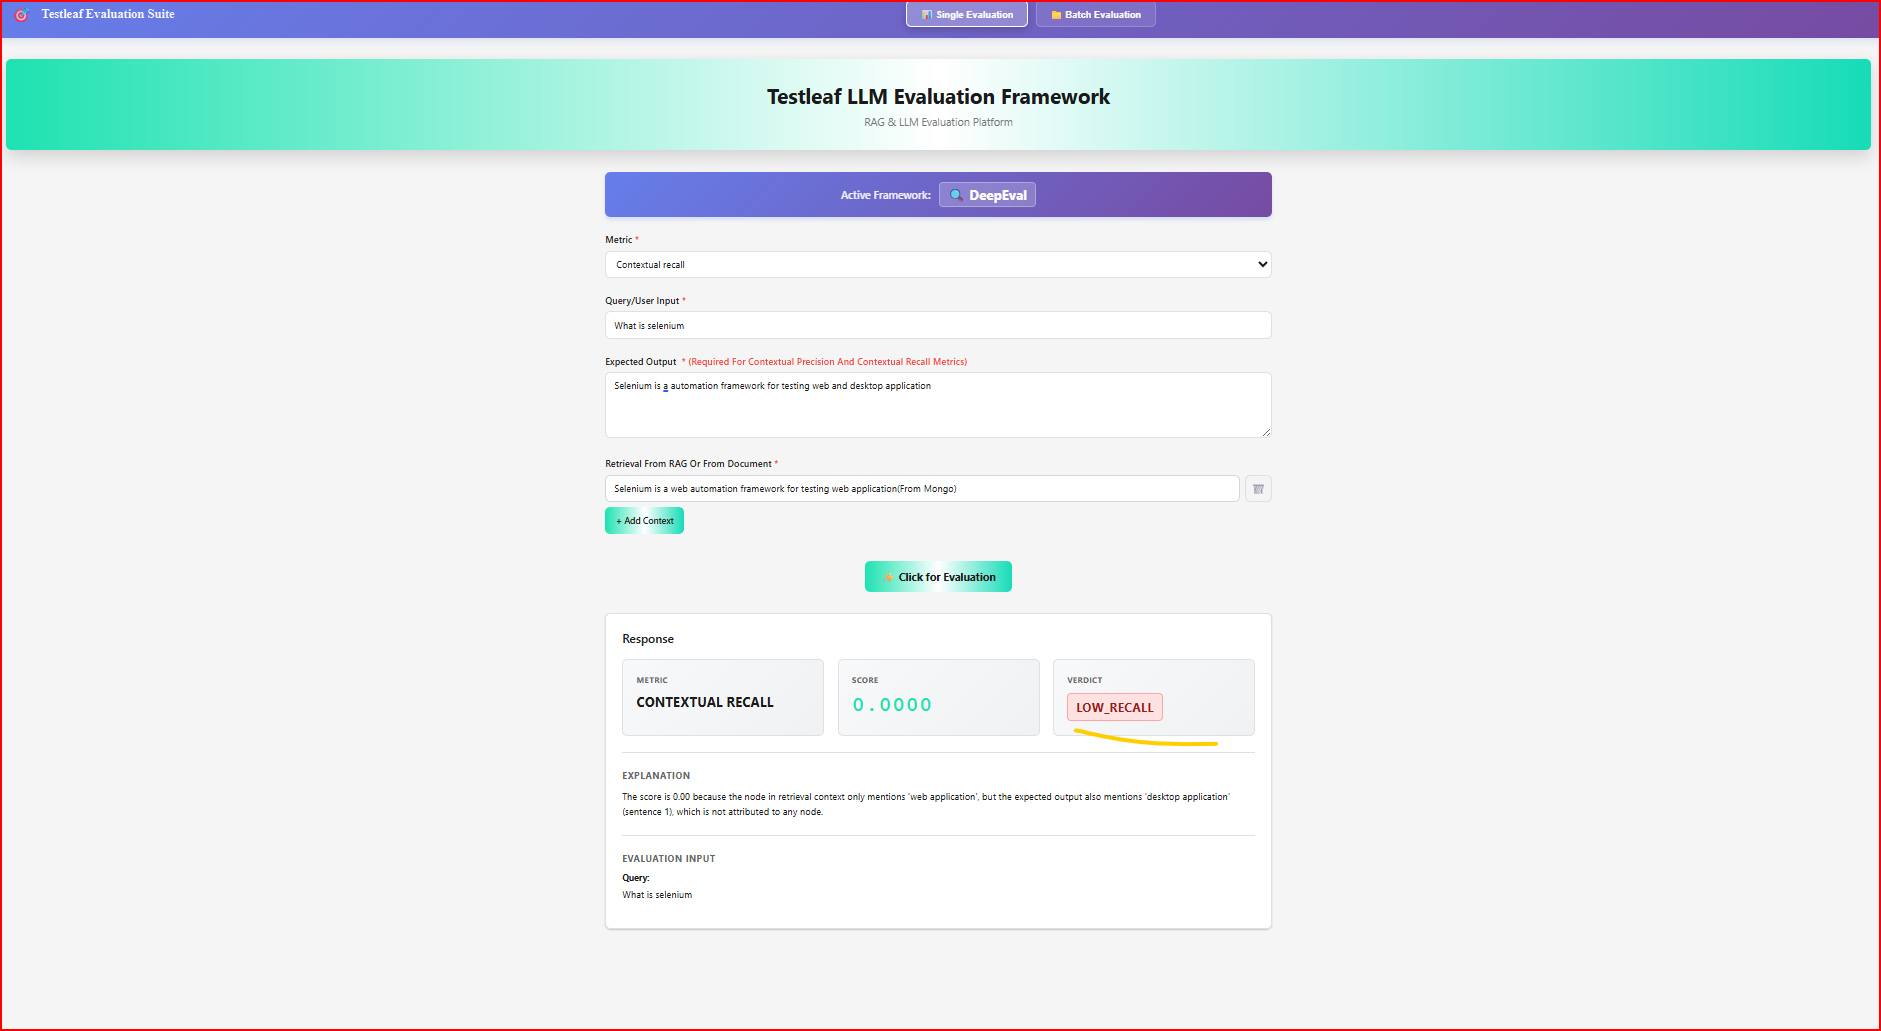 Testleaf Evaluation Suite
Single Evaluation
Batch Evaluation
Testleaf LLM Evaluation Framework
RAG & LLM Evaluation Platform
Active Framework: DeepEval
Metric *
Contextual recall
Query/User Input *
What is selenium
Expected Output * (Required For Contextual Precision And Contextual Recall Metrics)
Selenium is a automation framework for testing web and desktop application
Retrieval From RAG Or From Document *
Selenium is a web automation framework for testing web application(From Mongo)
+ Add Context
Click for Evaluation
Response
METRIC
CONTEXTUAL RECALL
SCORE
0.0000
VERDICT
LOW_RECALL
EXPLANATION
The score is 0.00 because the node in retrieval context only mentions 'web application', but the expected output also mentions 'desktop application'
(sentence 1), which is not attributed to any node.
EVALUATION INPUT
Query:
What is selenium